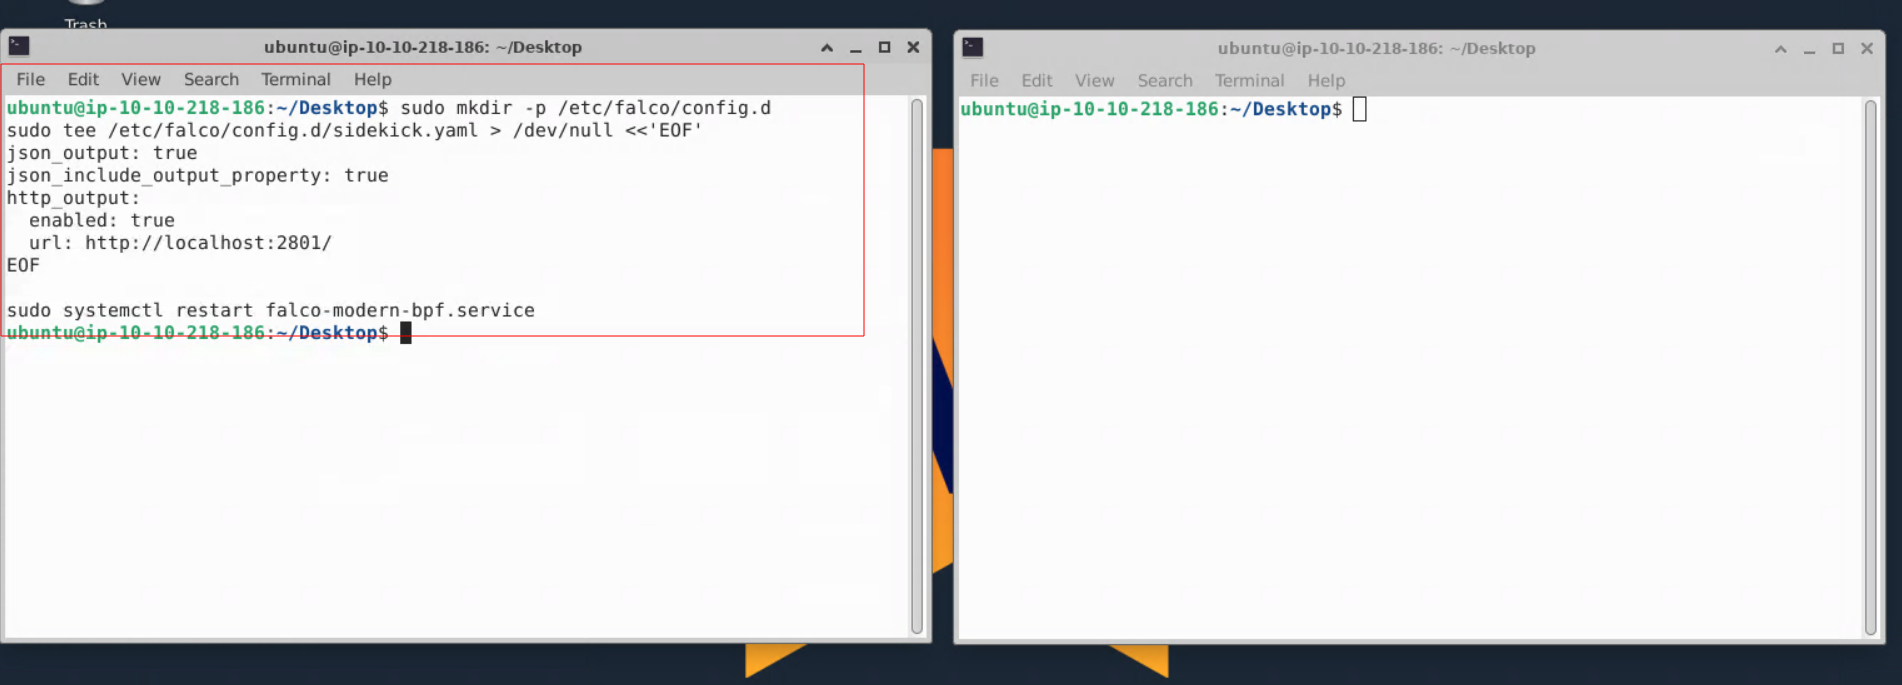 Trash
ubuntu@ip-10-10-218-186: ~/Desktop
File Edit View Search Terminal Help
ubuntu@ip-10-10-218-186:~/Desktop$ sudo mkdir -p /etc/falco/config.d
sudo tee /etc/falco/config.d/sidekick.yaml > /dev/null <<'EOF'
json_output: true
json_include_output_property: true
http_output:
  enabled: true
  url: http://localhost:2801/
EOF

sudo systemctl restart falco-modern-bpf.service
ubuntu@ip-10-10-218-186:~/Desktop$
ubuntu@ip-10-10-218-186: ~/Desktop
File Edit View Search Terminal Help
ubuntu@ip-10-10-218-186:~/Desktop$